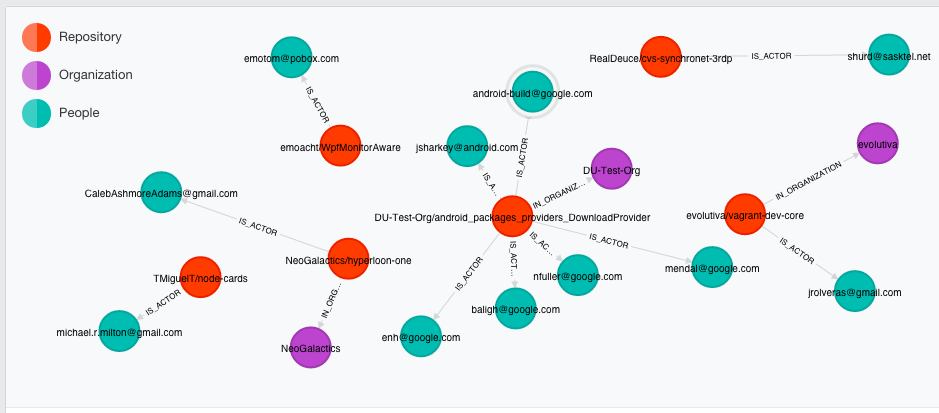 Repository
Organization
People
emotom@pobox.com
IS_ACTOR
emoacht/WpfMonitorAware
RealDeuce/cvs-synchronet-3rdp
IS_ACTOR
shurd@sasktel.net
android-build@google.com
IS_ACTOR
jsharkey@android.com
IS_A...
DU-Test-Org
IN_ORGANIZ...
DU-Test-Org/android_packages_providers_DownloadProvider
IS_ACTOR
mendal@google.com
IS_AC...
nfuller@google.com
IS_ACT...
baligh@google.com
IS_ACTOR
enh@google.com
evolutiva
IN_ORGANIZATION
evolutiva/vagrant-dev-core
IS_ACTOR
jrolveras@gmail.com
CalebAshmoreAdams@gmail.com
IS_ACTOR
NeoGalactics/hyperloon-one
IN_ORG...
NeoGalactics
TMiguelT/node-cards
IS_ACTOR
michael.r.milton@gmail.com